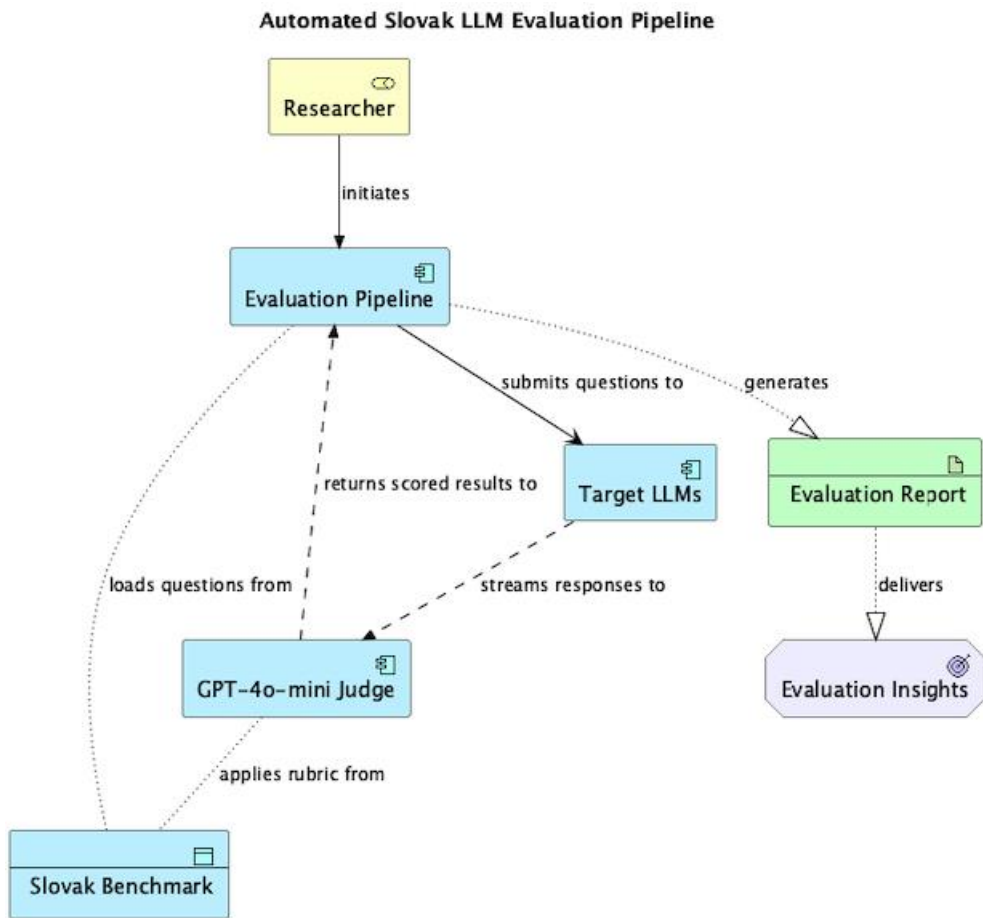 Automated Slovak LLM Evaluation Pipeline
Researcher
initiates
Evaluation Pipeline
submits questions to
generates
returns scored results to
Target LLMs
Evaluation Report
loads questions from
streams responses to
delivers
GPT-4o-mini Judge
Evaluation Insights
applies rubric from
Slovak Benchmark